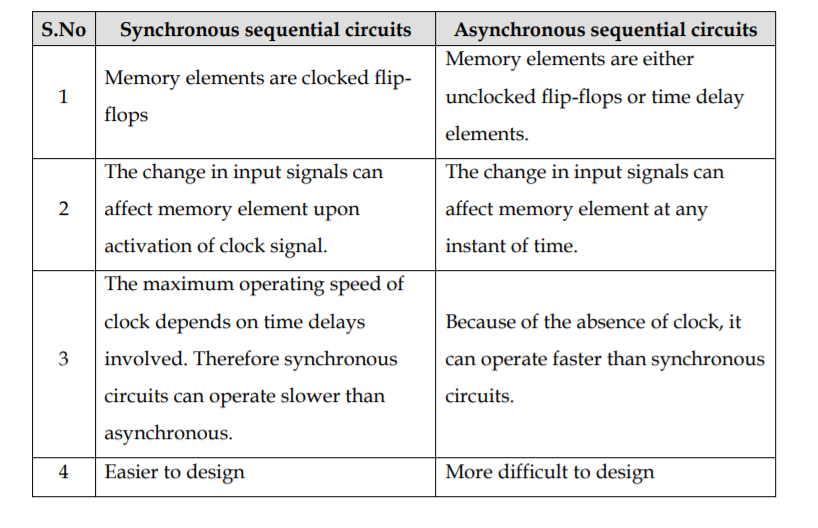 S.No Synchronous sequential circuits Asynchronous sequential circuits
1
Memory elements are clocked flip-
flops
Memory elements are either
unclocked flip-flops or time delay
elements.
2
The change in input signals can
affect memory element upon
activation of clock signal.
The change in input signals can
affect memory element at any
instant of time.
3
The maximum operating speed of
clock depends on time delays
involved. Therefore synchronous
circuits can operate slower than
asynchronous.
Because of the absence of clock, it
can operate faster than synchronous
circuits.
4 Easier to design More difficult to design